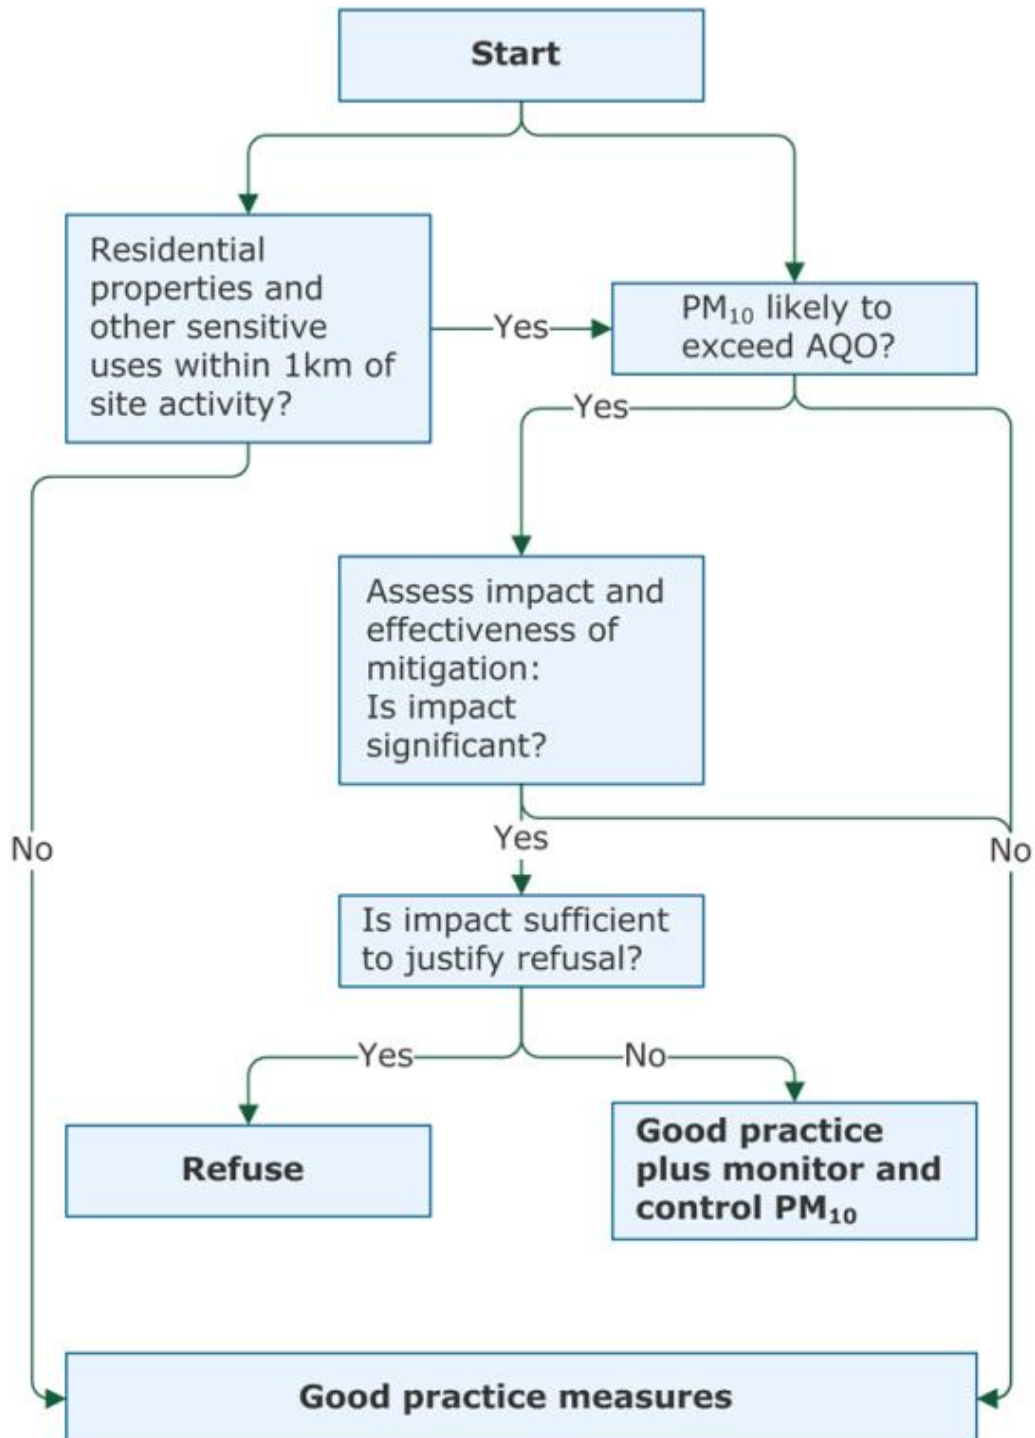 Start
Residential
properties and
other sensitive
uses within 1km of
site activity?
Yes
PM₁₀ likely to
exceed AQO?
Yes
Assess impact and
effectiveness of
mitigation:
Is impact
significant?
No
Yes
No
Is impact sufficient
to justify refusal?
Yes
No
Refuse
Good practice
plus monitor and
control PM₁₀
Good practice measures